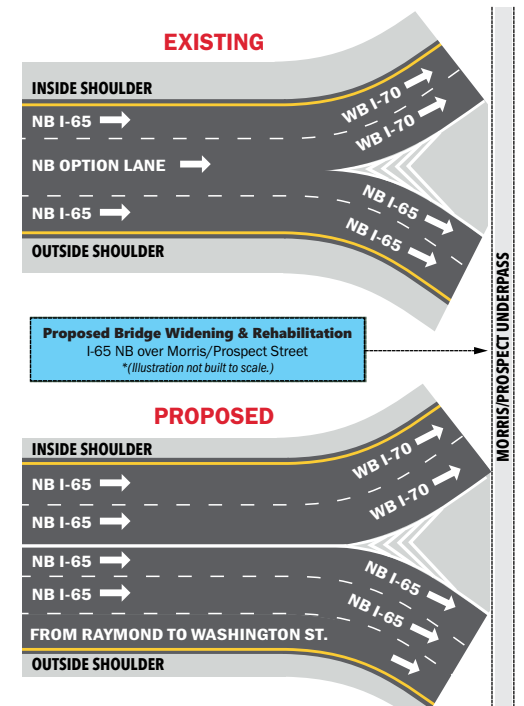 EXISTING
INSIDE SHOULDER
NB I-65
WB I-70
WB I-70
NB OPTION LANE
NB I-65
NB I-65
NB I-65
OUTSIDE SHOULDER
Proposed Bridge Widening & Rehabilitation
I-65 NB over Morris/Prospect Street
*(Illustration not built to scale.)
MORRIS/PROSPECT UNDERPASS
PROPOSED
INSIDE SHOULDER
WB I-70
NB I-65
WB I-70
NB I-65
NB I-65
NB I-65
NB I-65
NB I-65
FROM RAYMOND TO WASHINGTON ST.
OUTSIDE SHOULDER